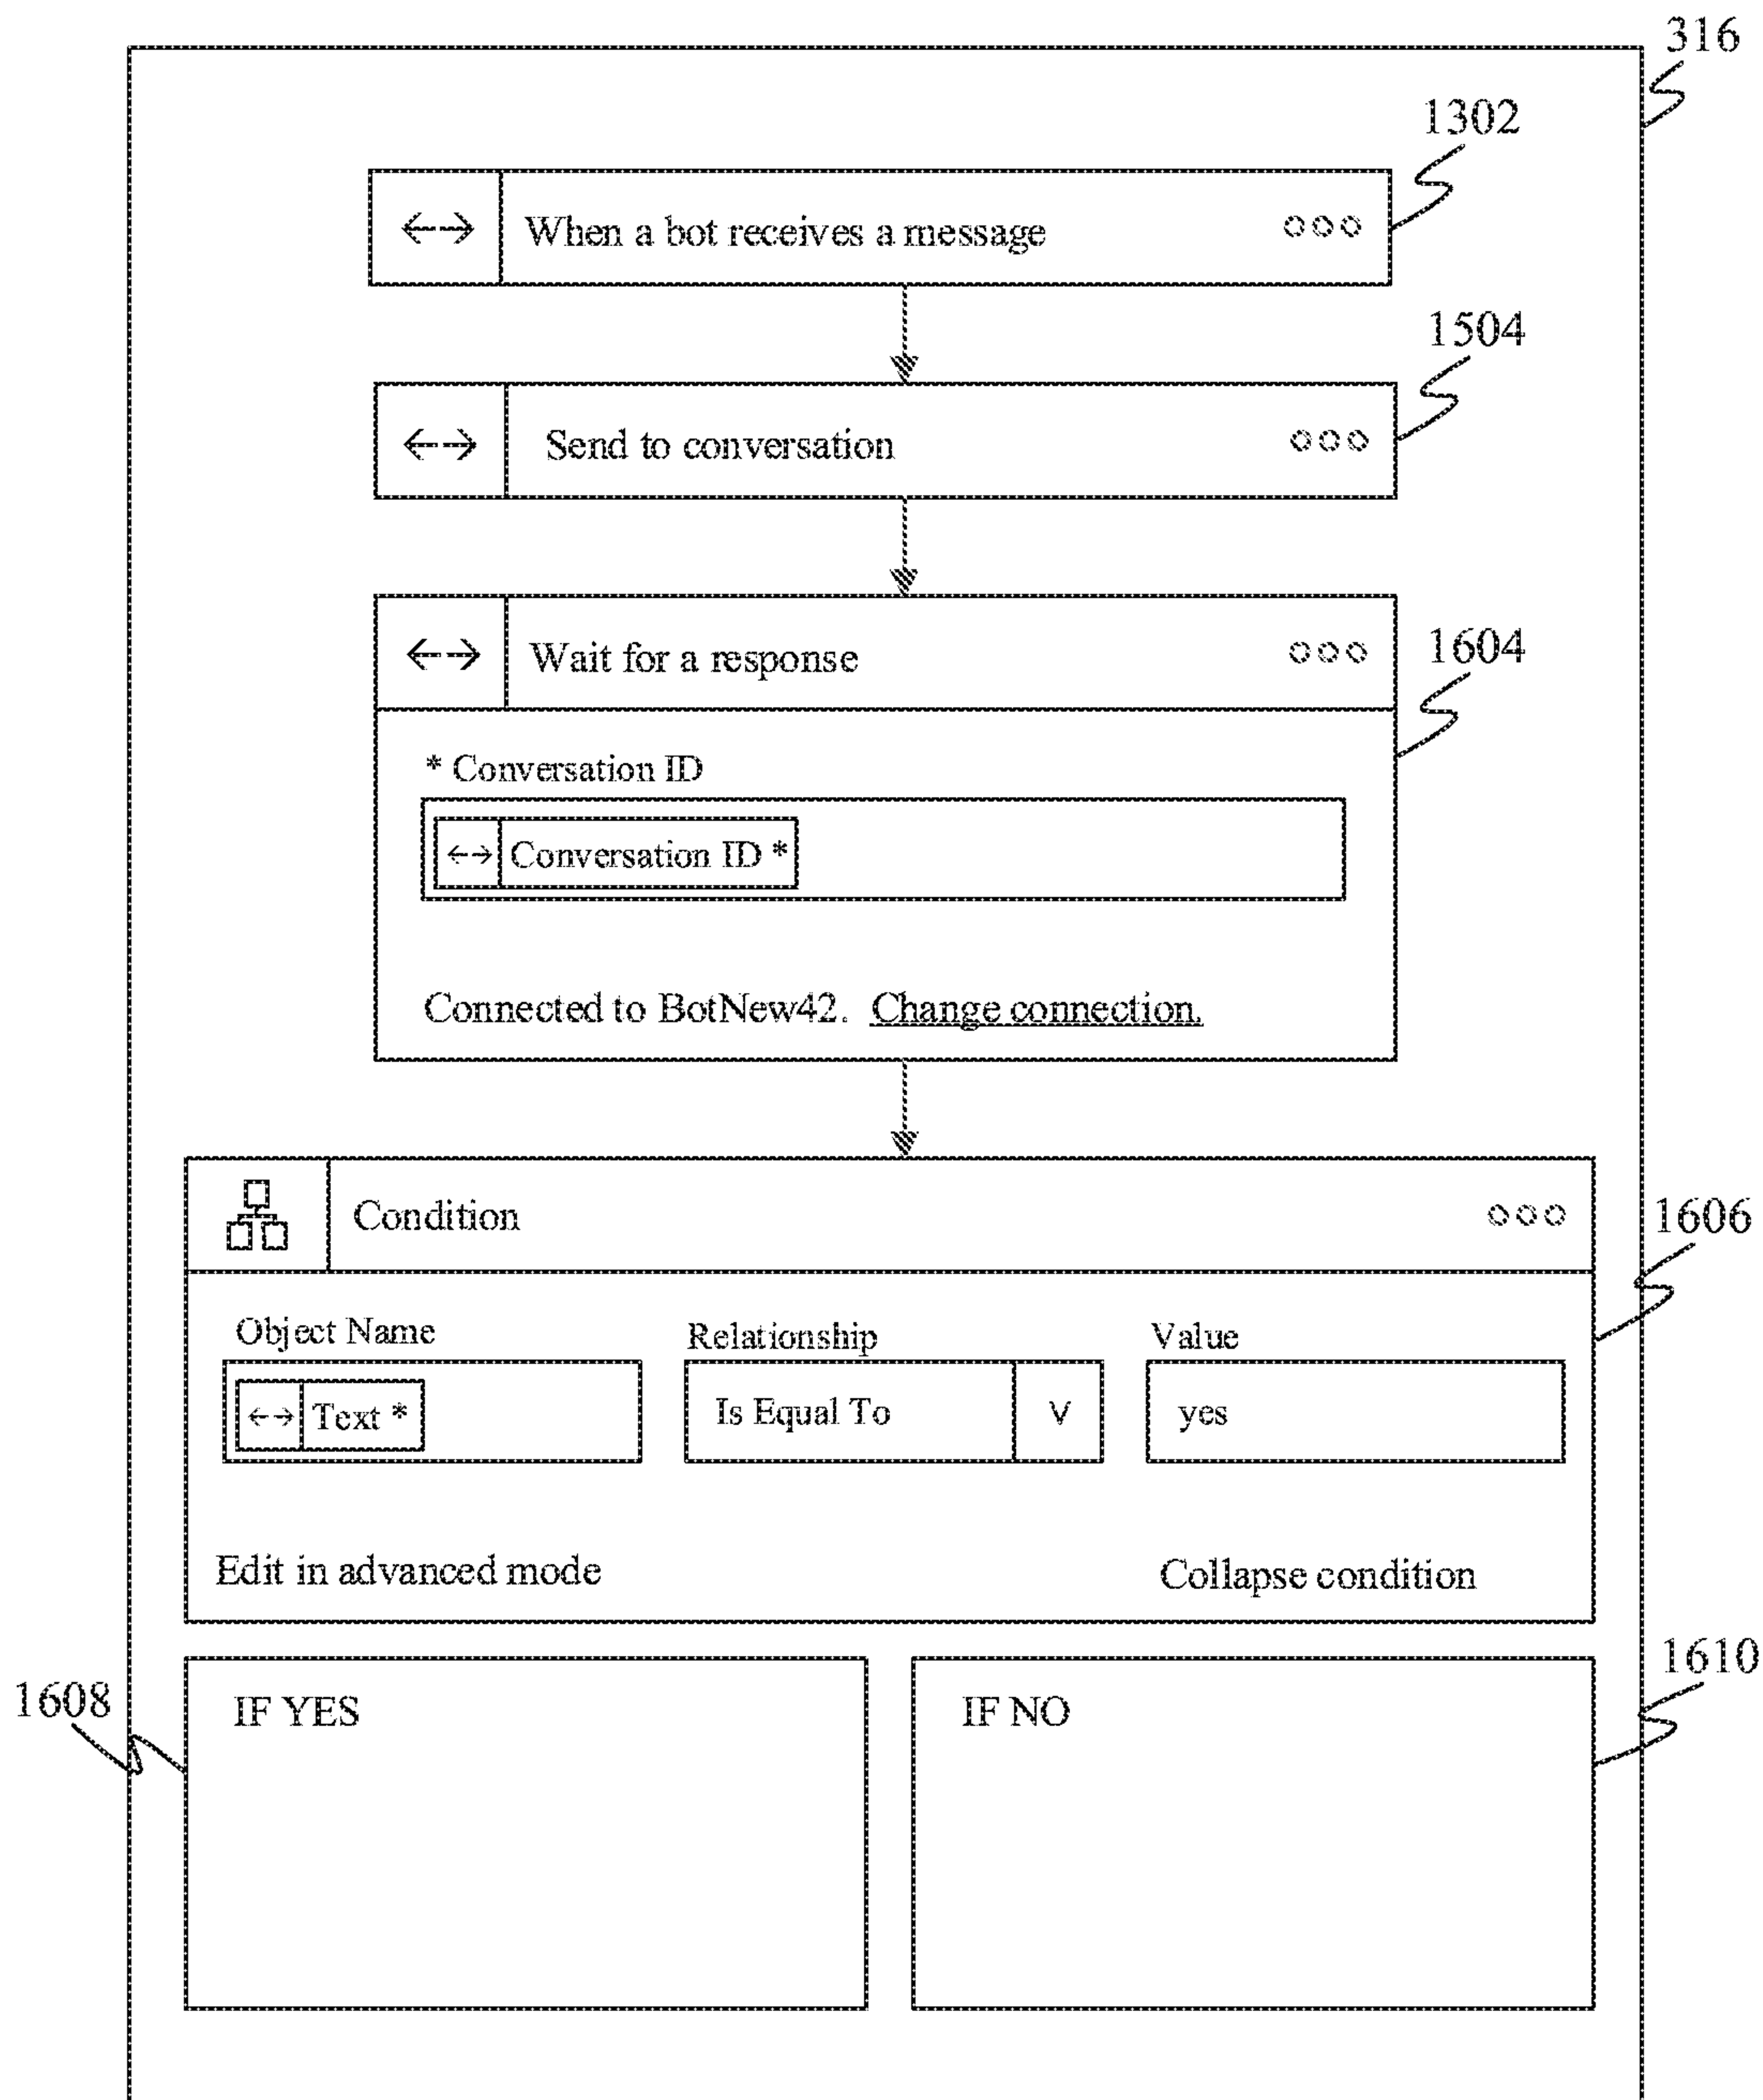 316
1302
When a bot receives a message
1504
Send to conversation
Wait for a response
1604
* Conversation ID
Conversation ID *
Connected to BotNew42. Change connection.
Condition
1606
Object Name Relationship Value
Text * Is Equal To V yes
Edit in advanced mode Collapse condition
1608 IF YES IF NO 1610